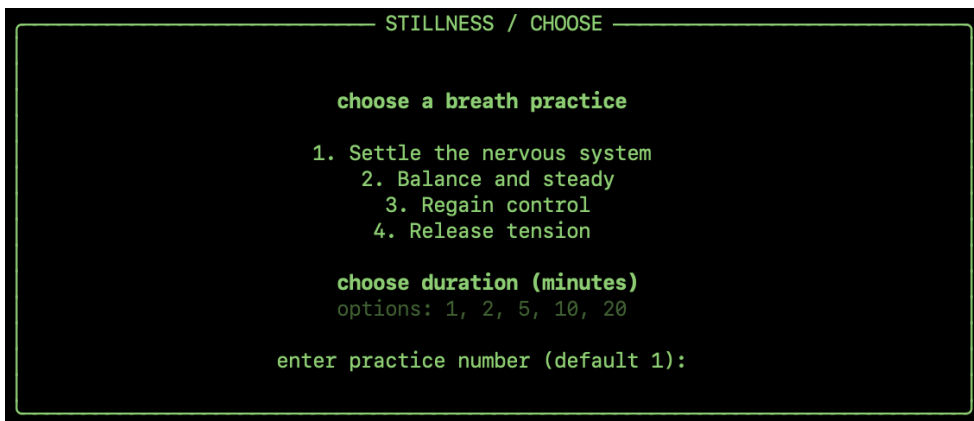 STILLNESS / CHOOSE
choose a breath practice
1. Settle the nervous system
2. Balance and steady
3. Regain control
4. Release tension
choose duration (minutes)
options: 1, 2, 5, 10, 20
enter practice number (default 1):